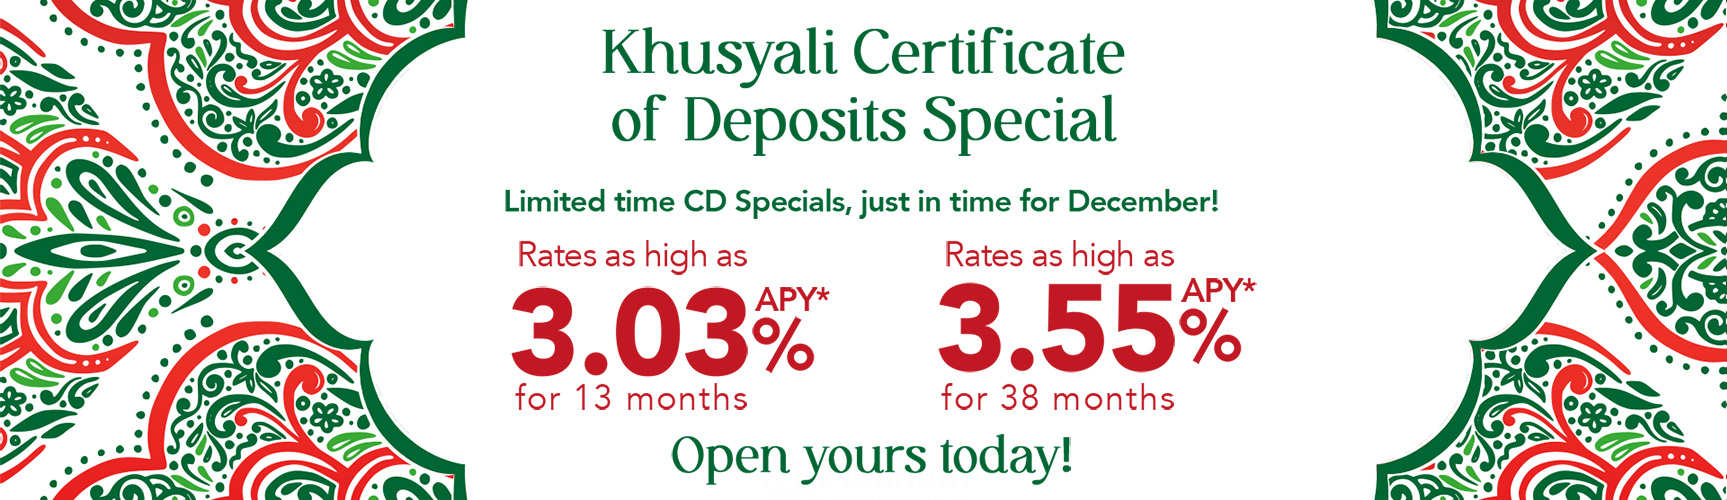 Khusyali Certificate
of Deposits Special
Limited time CD Specials, just in time for December!
Rates as high as
3.03% APY*
for 13 months
Rates as high as
3.55% APY*
for 38 months
Open yours today!